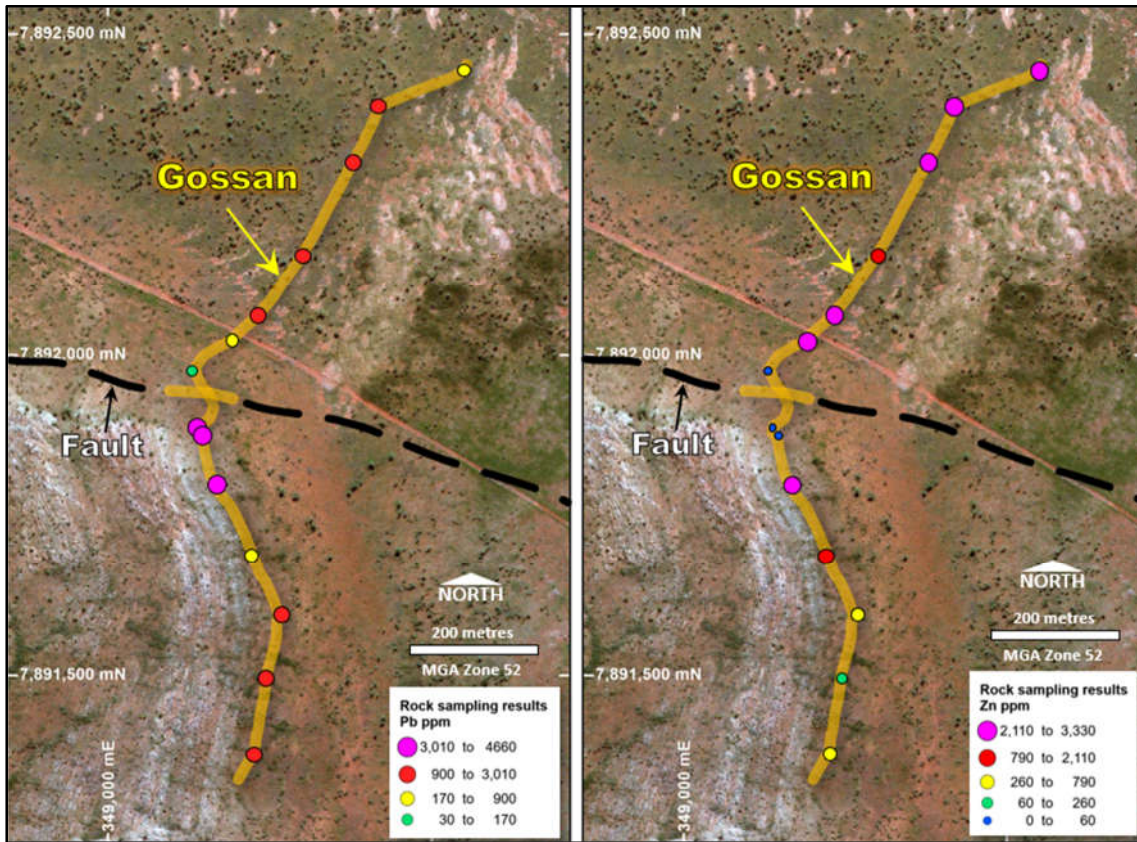 7,892,500 mN
Gossan
7,892,000 mN
Fault
NORTH
200 metres
MGA Zone 52
7,891,500 mN
349,000 mE
Rock sampling results
Pb ppm
3,010 to 4660
900 to 3,010
170 to 900
30 to 170
7,892,500 mN
Gossan
7,892,000 mN
Fault
NORTH
200 metres
MGA Zone 52
7,891,500 mN
349,000 mE
Rock sampling results
Zn ppm
2,110 to 3,330
790 to 2,110
260 to 790
60 to 260
0 to 60